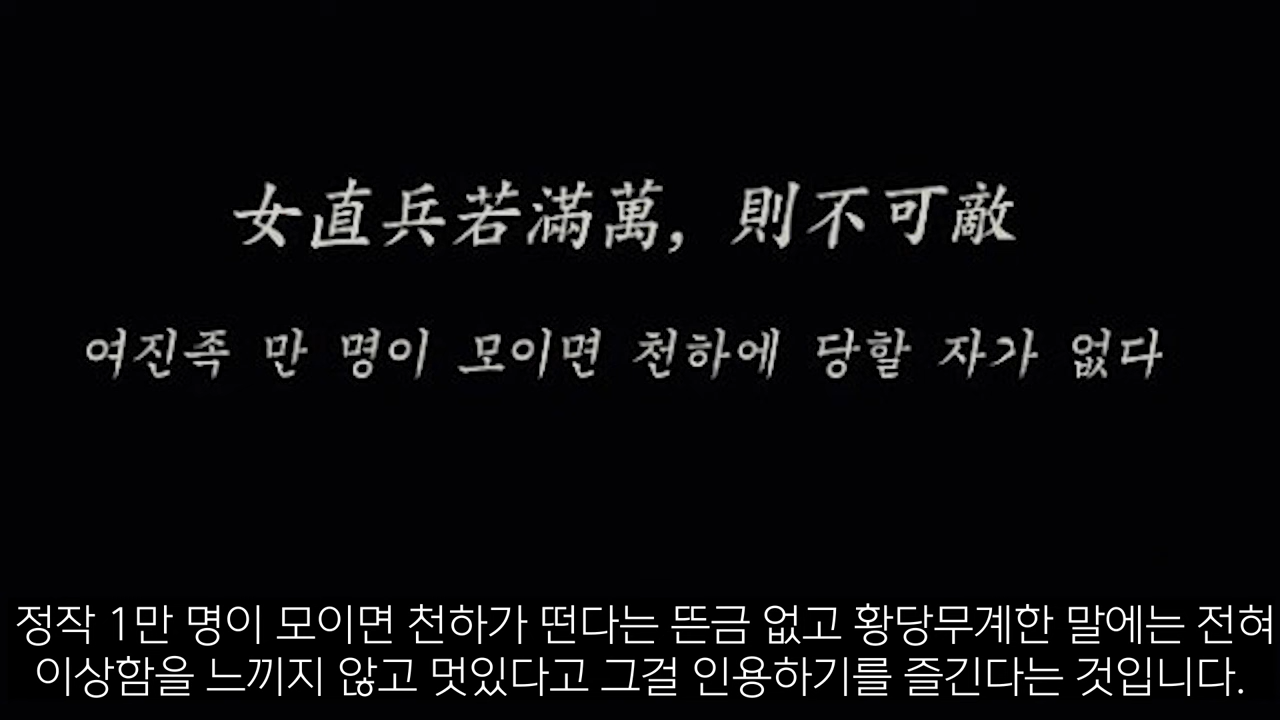 女直兵若滿萬, 則不可敵
여진족 만 명이 모이면 천하에 당할 자가 없다
정작 1만 명이 모이면 천하가 떤다는 뜬금 없고 황당무계한 말에는 전혀
이상함을 느끼지 않고 멋있다고 그걸 인용하기를 즐긴다는 것입니다.